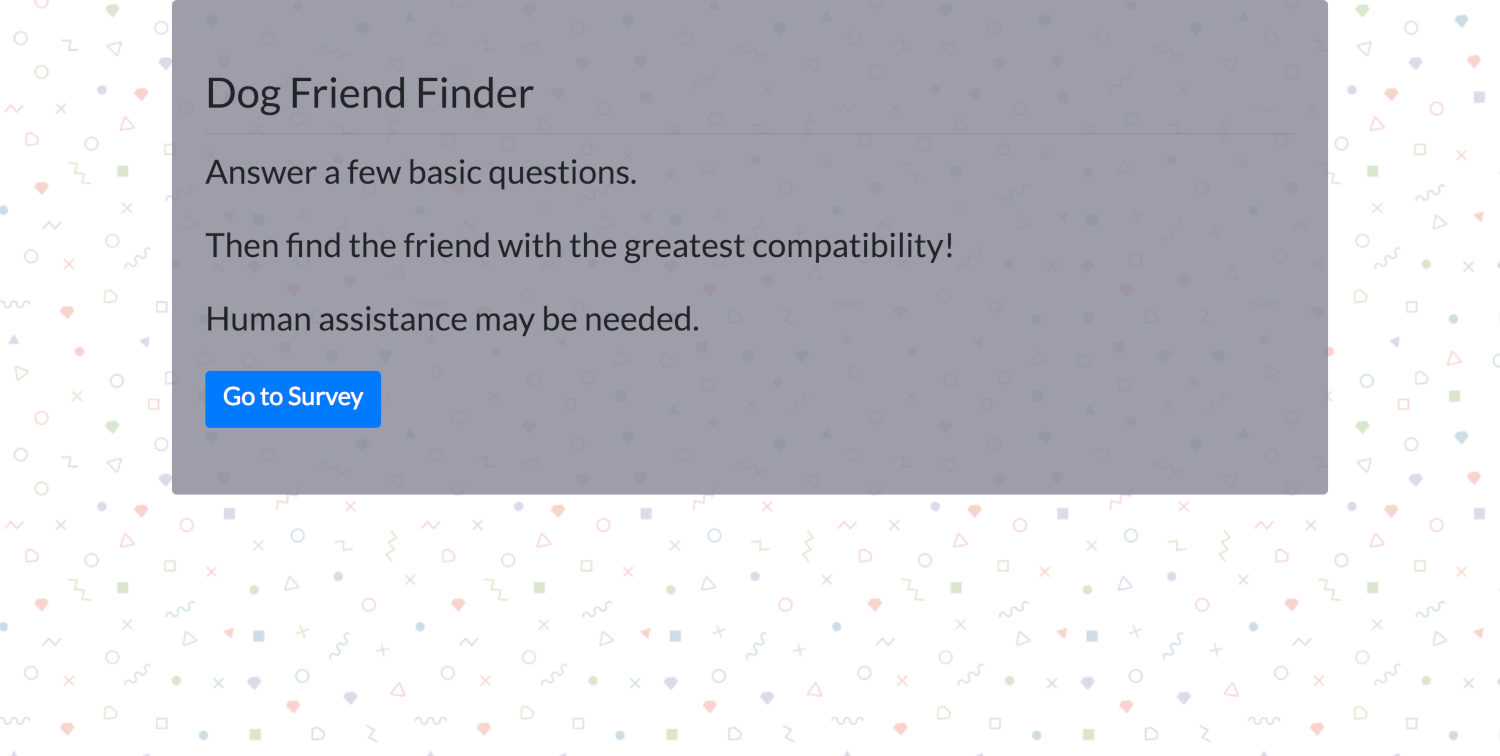 Dog Friend Finder
Answer a few basic questions.
Then find the friend with the greatest compatibility!
Human assistance may be needed.
Go to Survey